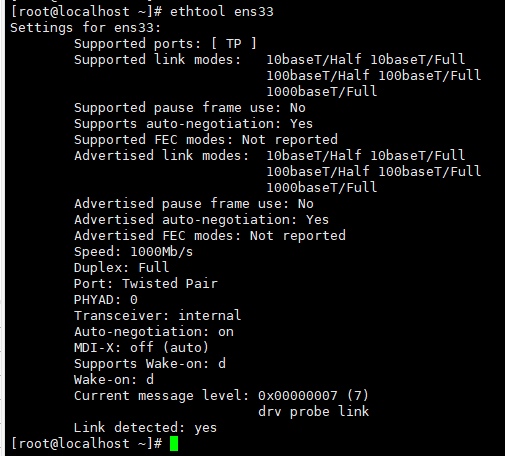 [root@localhost ~]# ethtool ens33
Settings for ens33:
Supported ports: [ TP ]
Supported link modes: 10baseT/Half 10baseT/Full
100baseT/Half 100baseT/Full
1000baseT/Full
Supported pause frame use: No
Supports auto-negotiation: Yes
Supported FEC modes: Not reported
Advertised link modes: 10baseT/Half 10baseT/Full
100baseT/Half 100baseT/Full
1000baseT/Full
Advertised pause frame use: No
Advertised auto-negotiation: Yes
Advertised FEC modes: Not reported
Speed: 1000Mb/s
Duplex: Full
Port: Twisted Pair
PHYAD: 0
Transceiver: internal
Auto-negotiation: on
MDI-X: off (auto)
Supports Wake-on: d
Wake-on: d
Current message level: 0x00000007 (7)
drv probe link
Link detected: yes
[root@localhost ~]#